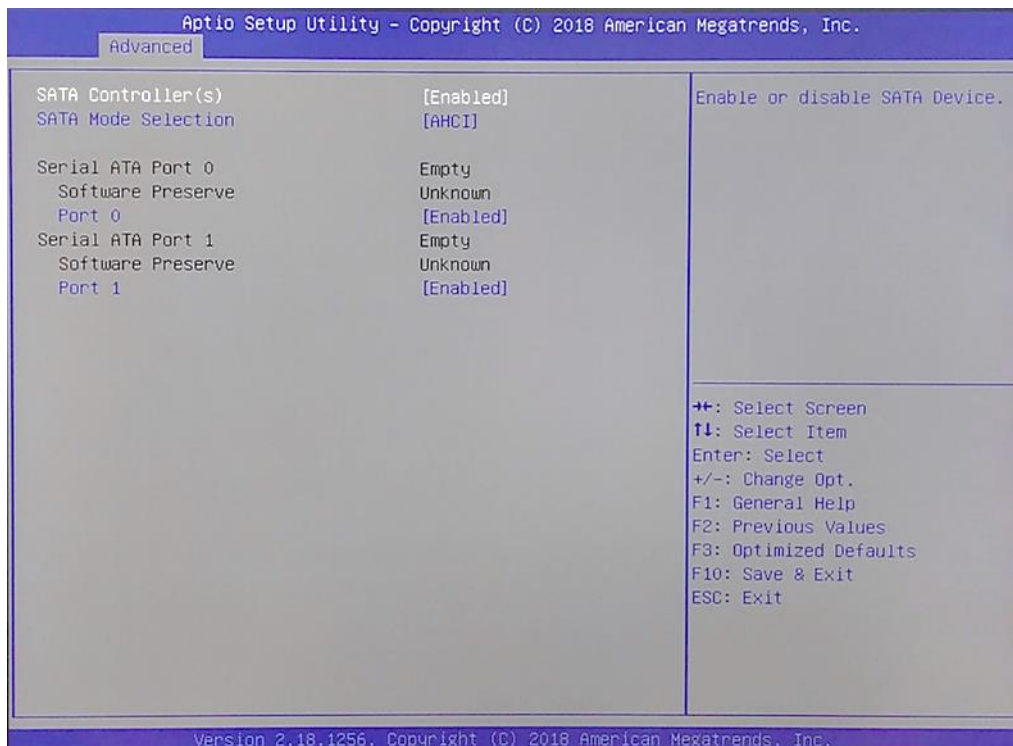 Aptio Setup Utility – Copyright (C) 2018 American Megatrends, Inc.
Advanced
SATA Controller(s) [Enabled]
SATA Mode Selection [AHCI]
Serial ATA Port 0 Empty
Software Preserve Unknown
Port 0 [Enabled]
Serial ATA Port 1 Empty
Software Preserve Unknown
Port 1 [Enabled]
Enable or disable SATA Device.
→←: Select Screen
↑↓: Select Item
Enter: Select
+/-: Change Opt.
F1: General Help
F2: Previous Values
F3: Optimized Defaults
F10: Save & Exit
ESC: Exit
Version 2.18.1256. Copyright (C) 2018 American Megatrends, Inc.